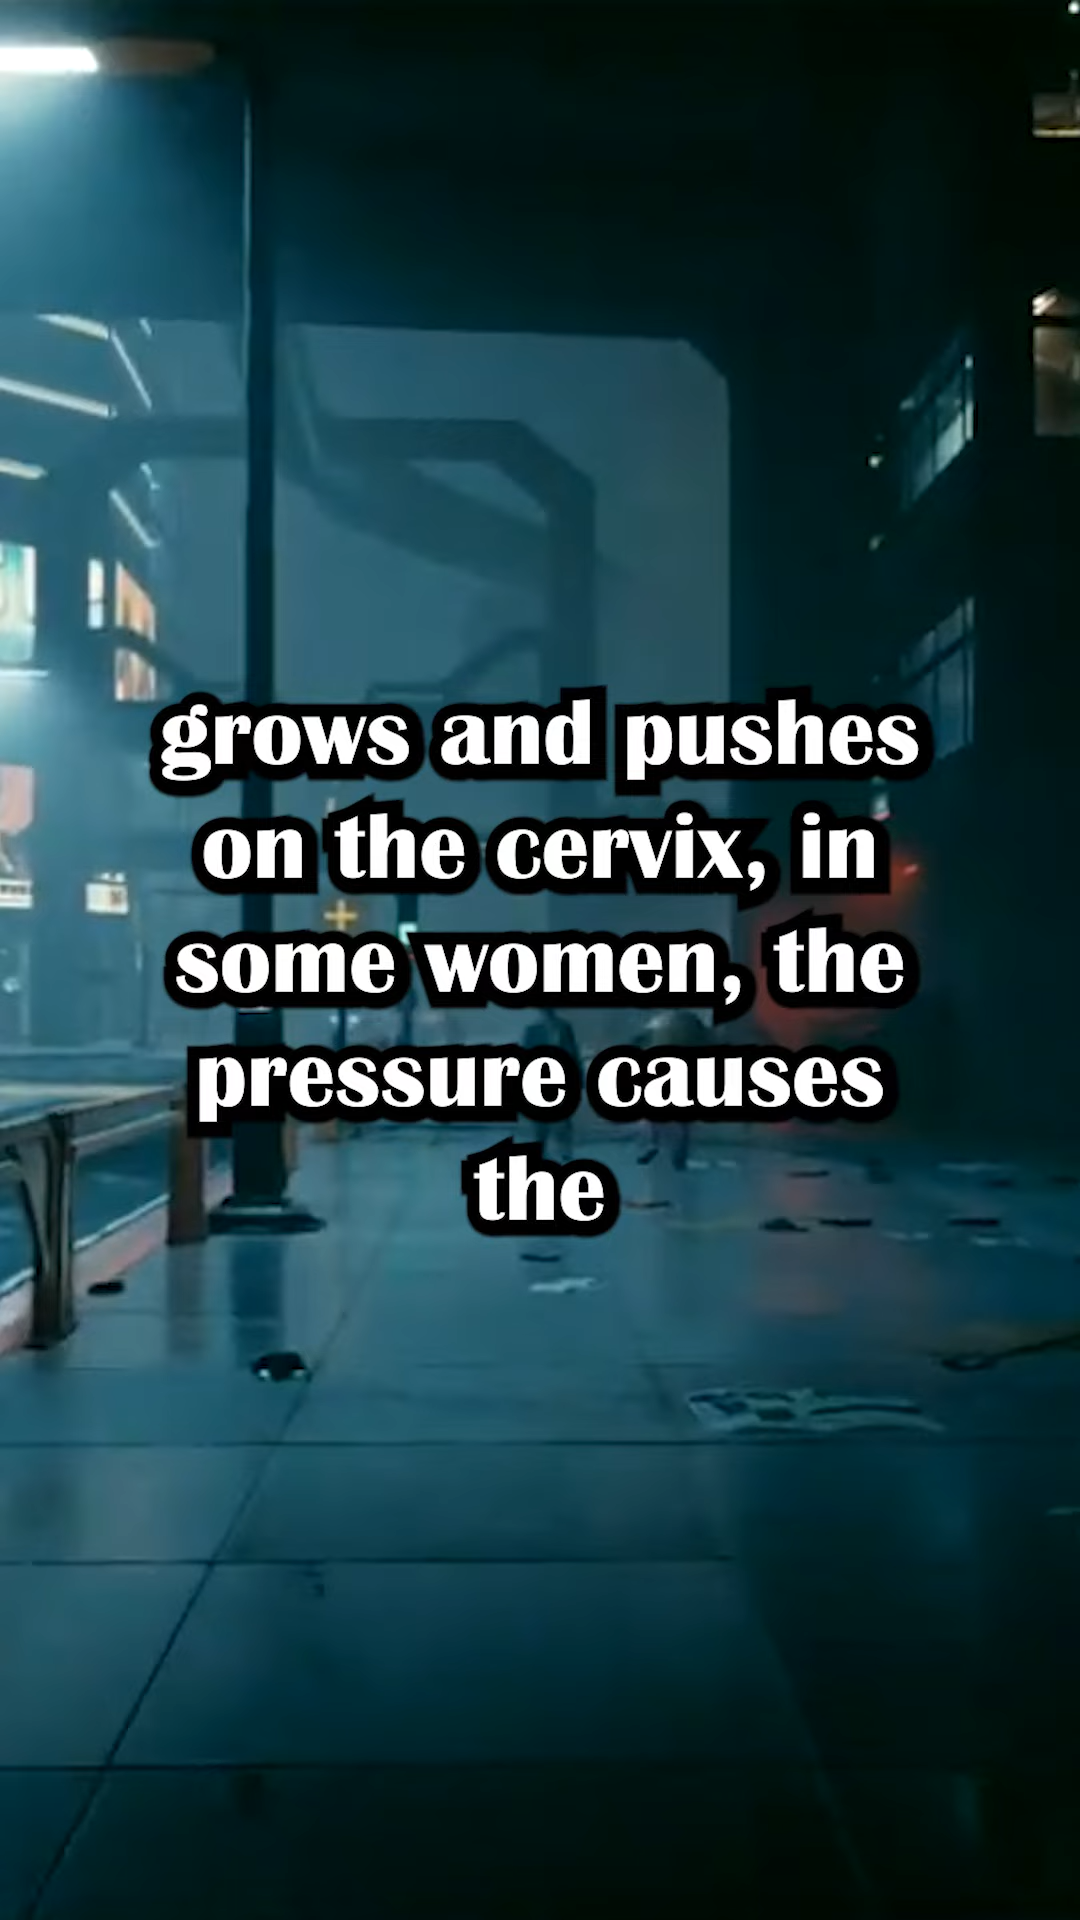 grows and pushes
on the cervix, in
some women, the
pressure causes
the